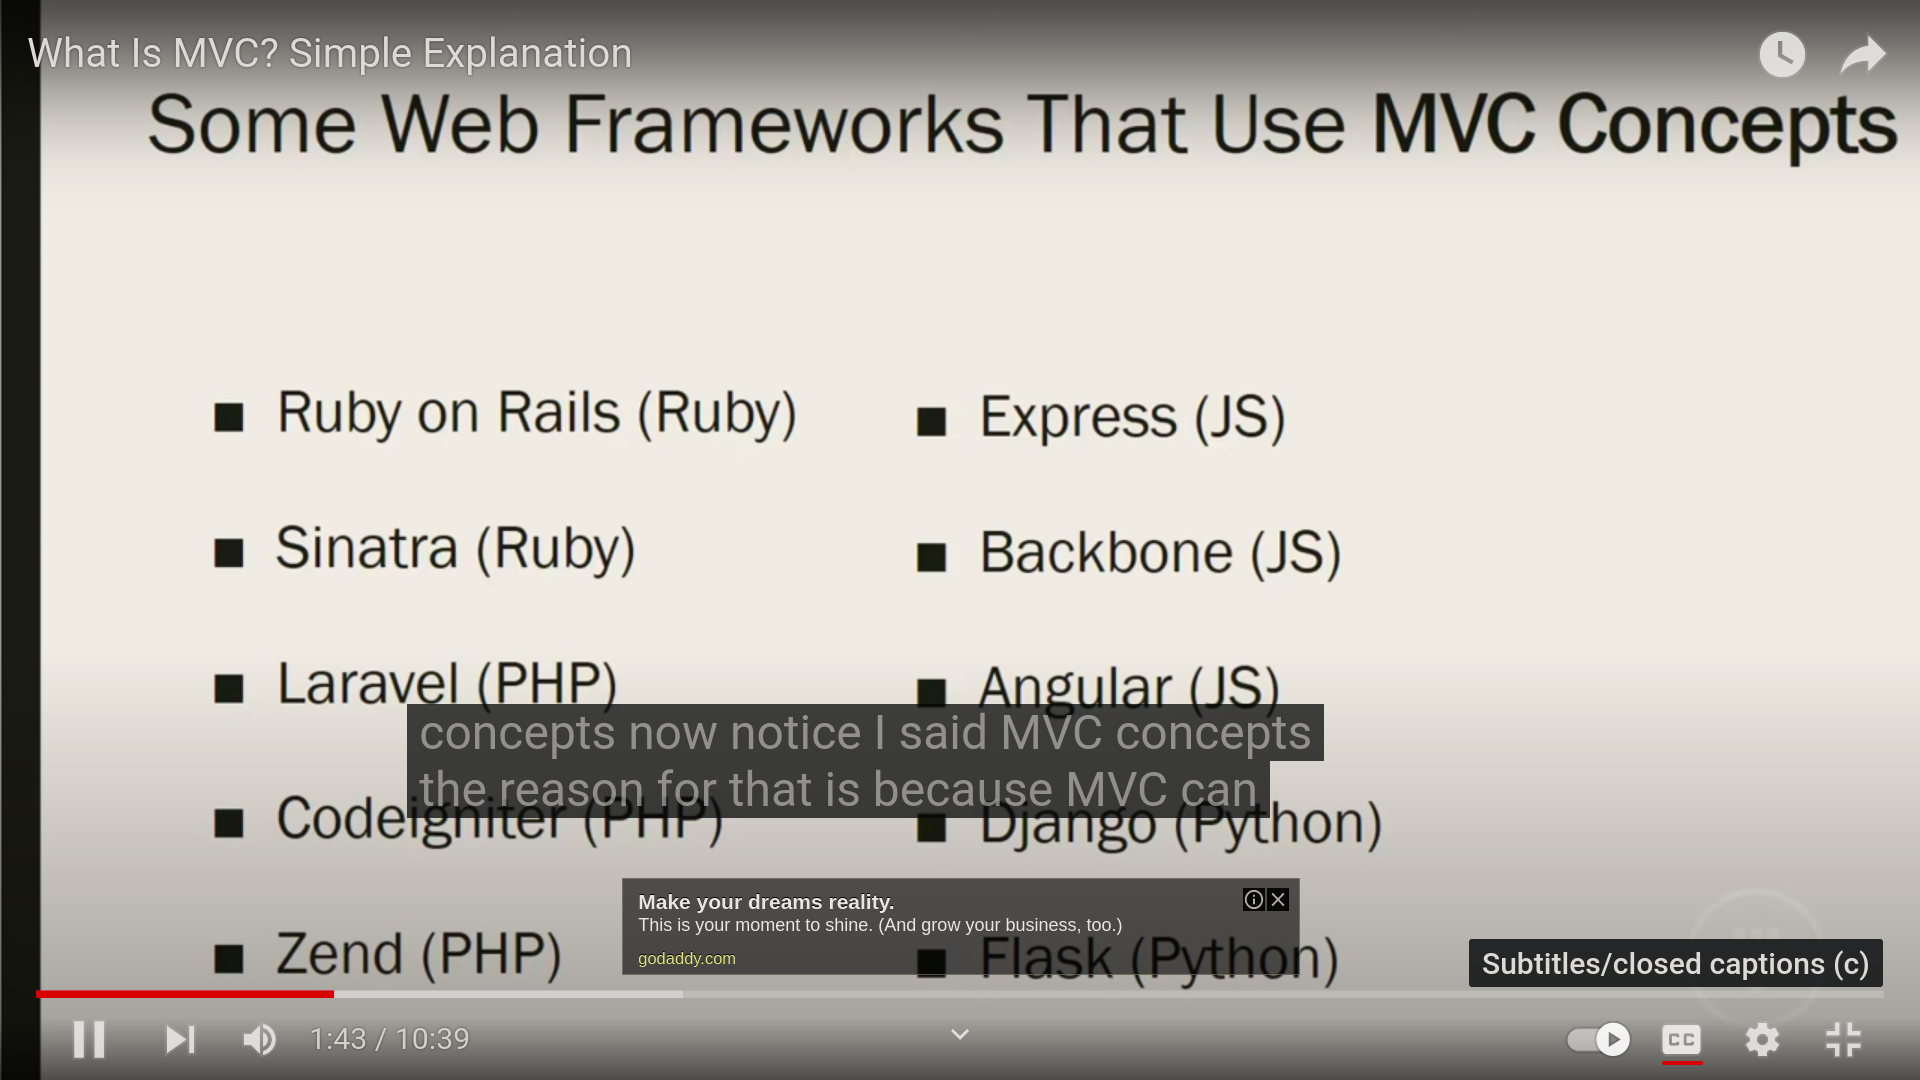 What Is MVC? Simple Explanation
Some Web Frameworks That Use MVC Concepts
■ Ruby on Rails (Ruby)
■ Sinatra (Ruby)
■ Laravel (PHP)
■ Codeigniter (PHP)
■ Zend (PHP)
■ Express (JS)
■ Backbone (JS)
■ Angular (JS)
■ Django (Python)
■ Flask (Python)
concepts now notice I said MVC concepts
the reason for that is because MVC can
Make your dreams reality.
This is your moment to shine. (And grow your business, too.)
godaddy.com
Subtitles/closed captions (c)
1:43 / 10:39
CC